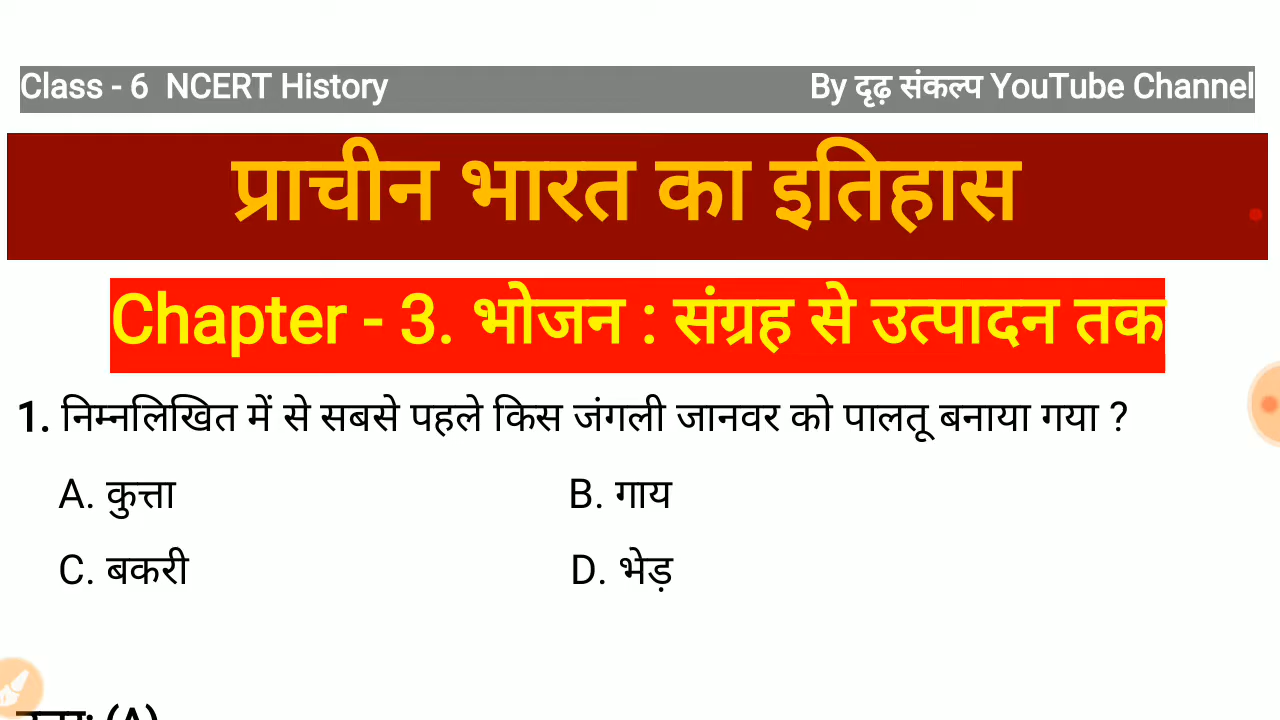 Class - 6 NCERT History By दृढ़ संकल्प YouTube Channel
प्राचीन भारत का इतिहास
Chapter - 3. भोजन : संग्रह से उत्पादन तक
1. निम्नलिखित में से सबसे पहले किस जंगली जानवर को पालतू बनाया गया ?
A. कुत्ता B. गाय
C. बकरी D. भेड़
(A)